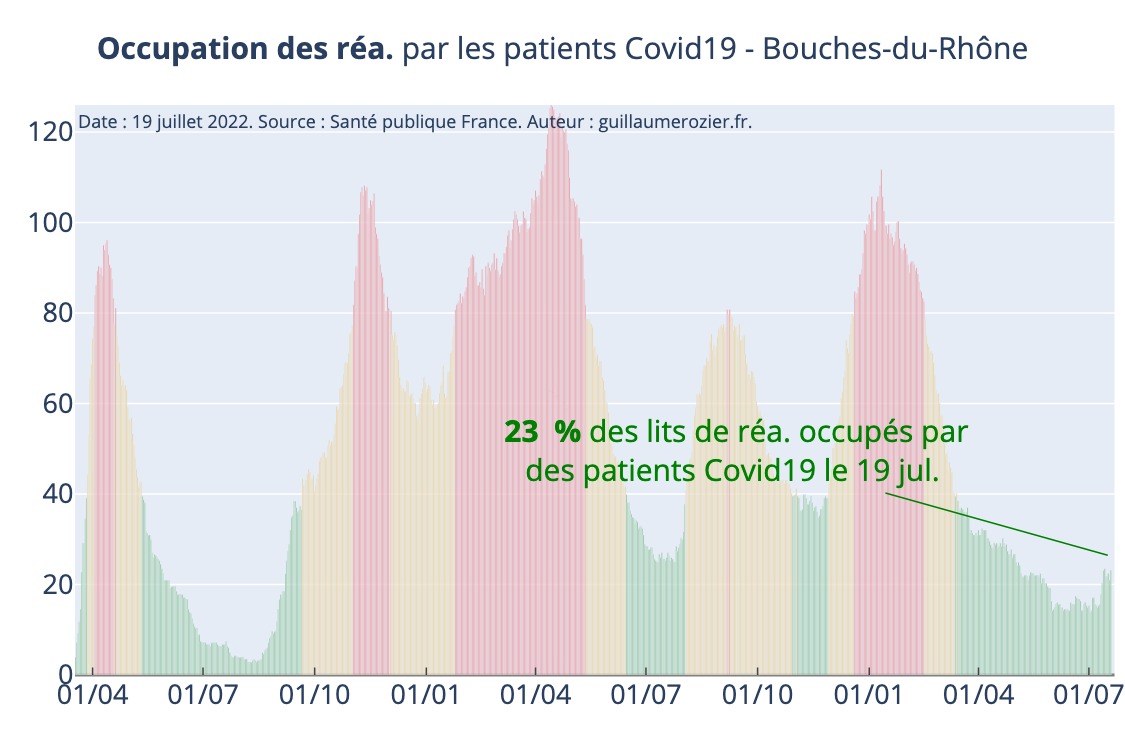 Occupation des réa. par les patients Covid19 - Bouches-du-Rhône
Date : 19 juillet 2022. Source : Santé publique France. Auteur : guillaumerozier.fr.
120
100
80
60
40
20
0
23 % des lits de réa. occupés par
des patients Covid19 le 19 jul.
01/04 01/07 01/10 01/01 01/04 01/07 01/10 01/01 01/04 01/07